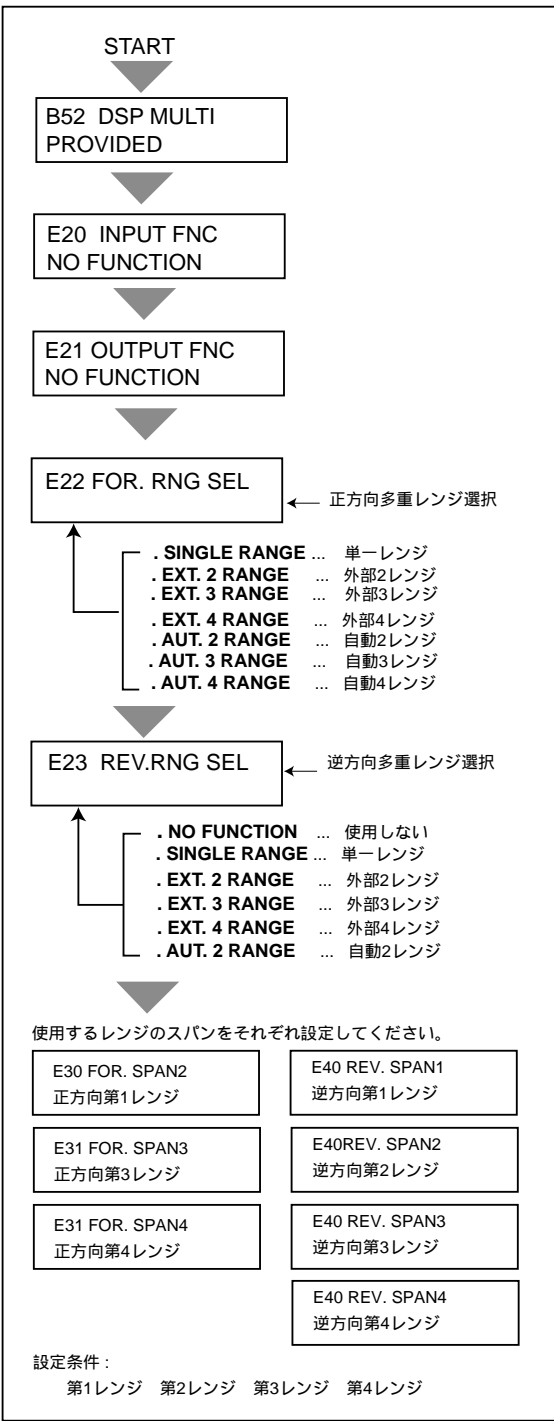 START
B52 DSP MULTI
PROVIDED
E20 INPUT FNC
NO FUNCTION
E21 OUTPUT FNC
NO FUNCTION
E22 FOR. RNG SEL
正方向多重レンジ選択
. SINGLE RANGE ... 単一レンジ
. EXT. 2 RANGE ... 外部2レンジ
. EXT. 3 RANGE ... 外部3レンジ
. EXT. 4 RANGE ... 外部4レンジ
. AUT. 2 RANGE ... 自動2レンジ
. AUT. 3 RANGE ... 自動3レンジ
. AUT. 4 RANGE ... 自動4レンジ
E23 REV.RNG SEL
逆方向多重レンジ選択
. NO FUNCTION ... 使用しない
. SINGLE RANGE ... 単一レンジ
. EXT. 2 RANGE ... 外部2レンジ
. EXT. 3 RANGE ... 外部3レンジ
. EXT. 4 RANGE ... 外部4レンジ
. AUT. 2 RANGE ... 自動2レンジ
使用するレンジのスパンをそれぞれ設定してください。
E30 FOR. SPAN2
正方向第1レンジ
E40 REV. SPAN1
逆方向第1レンジ
E31 FOR. SPAN3
正方向第3レンジ
E40REV. SPAN2
逆方向第2レンジ
E31 FOR. SPAN4
正方向第4レンジ
E40 REV. SPAN3
逆方向第3レンジ
E40 REV. SPAN4
逆方向第4レンジ
設定条件 :
第1レンジ 第2レンジ 第3レンジ 第4レンジ